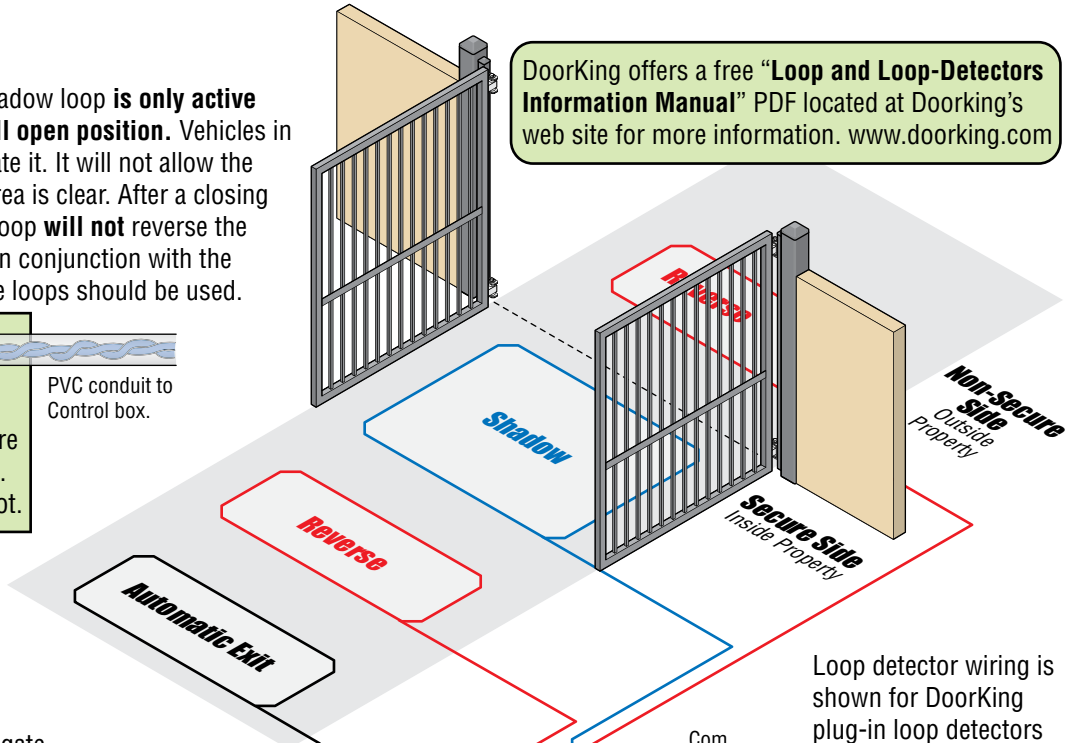 adow loop is only active
ll open position. Vehicles in
ate it. It will not allow the
rea is clear. After a closing
loop will not reverse the
n conjunction with the
e loops should be used.
DoorKing offers a free “Loop and Loop-Detectors
Information Manual” PDF located at Doorking's
web site for more information. www.doorking.com
PVC conduit to
Control box.
re
.
ot.
Reverse
Shadow
Reverse
Automatic Exit
Non-Secure
Side
Outside
Property
Secure Side
Inside Property
Loop detector wiring is
shown for DoorKing
plug-in loop detectors
Com
gate